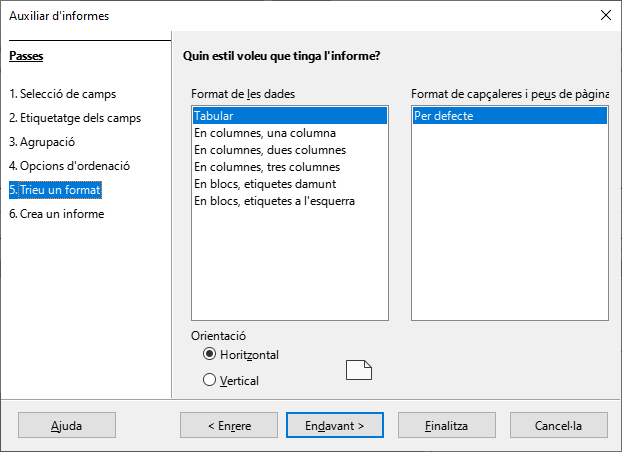 Auxiliar d'informes
Passes
1. Selecció de camps
2. Etiquetatge dels camps
3. Agrupació
4. Opcions d'ordenació
5. Trieu un format
6. Crea un informe
Quin estil voleu que tinga l'informe?
Format de les dades
Tabular
En columnes, una columna
En columnes, dues columnes
En columnes, tres columnes
En blocs, etiquetes damunt
En blocs, etiquetes a l'esquerra
Format de capçaleres i peus de pàgina
Per defecte
Orientació
Horitzontal
Vertical
Ajuda
< Enrere
Endavant >
Finalitza
Cancel·la